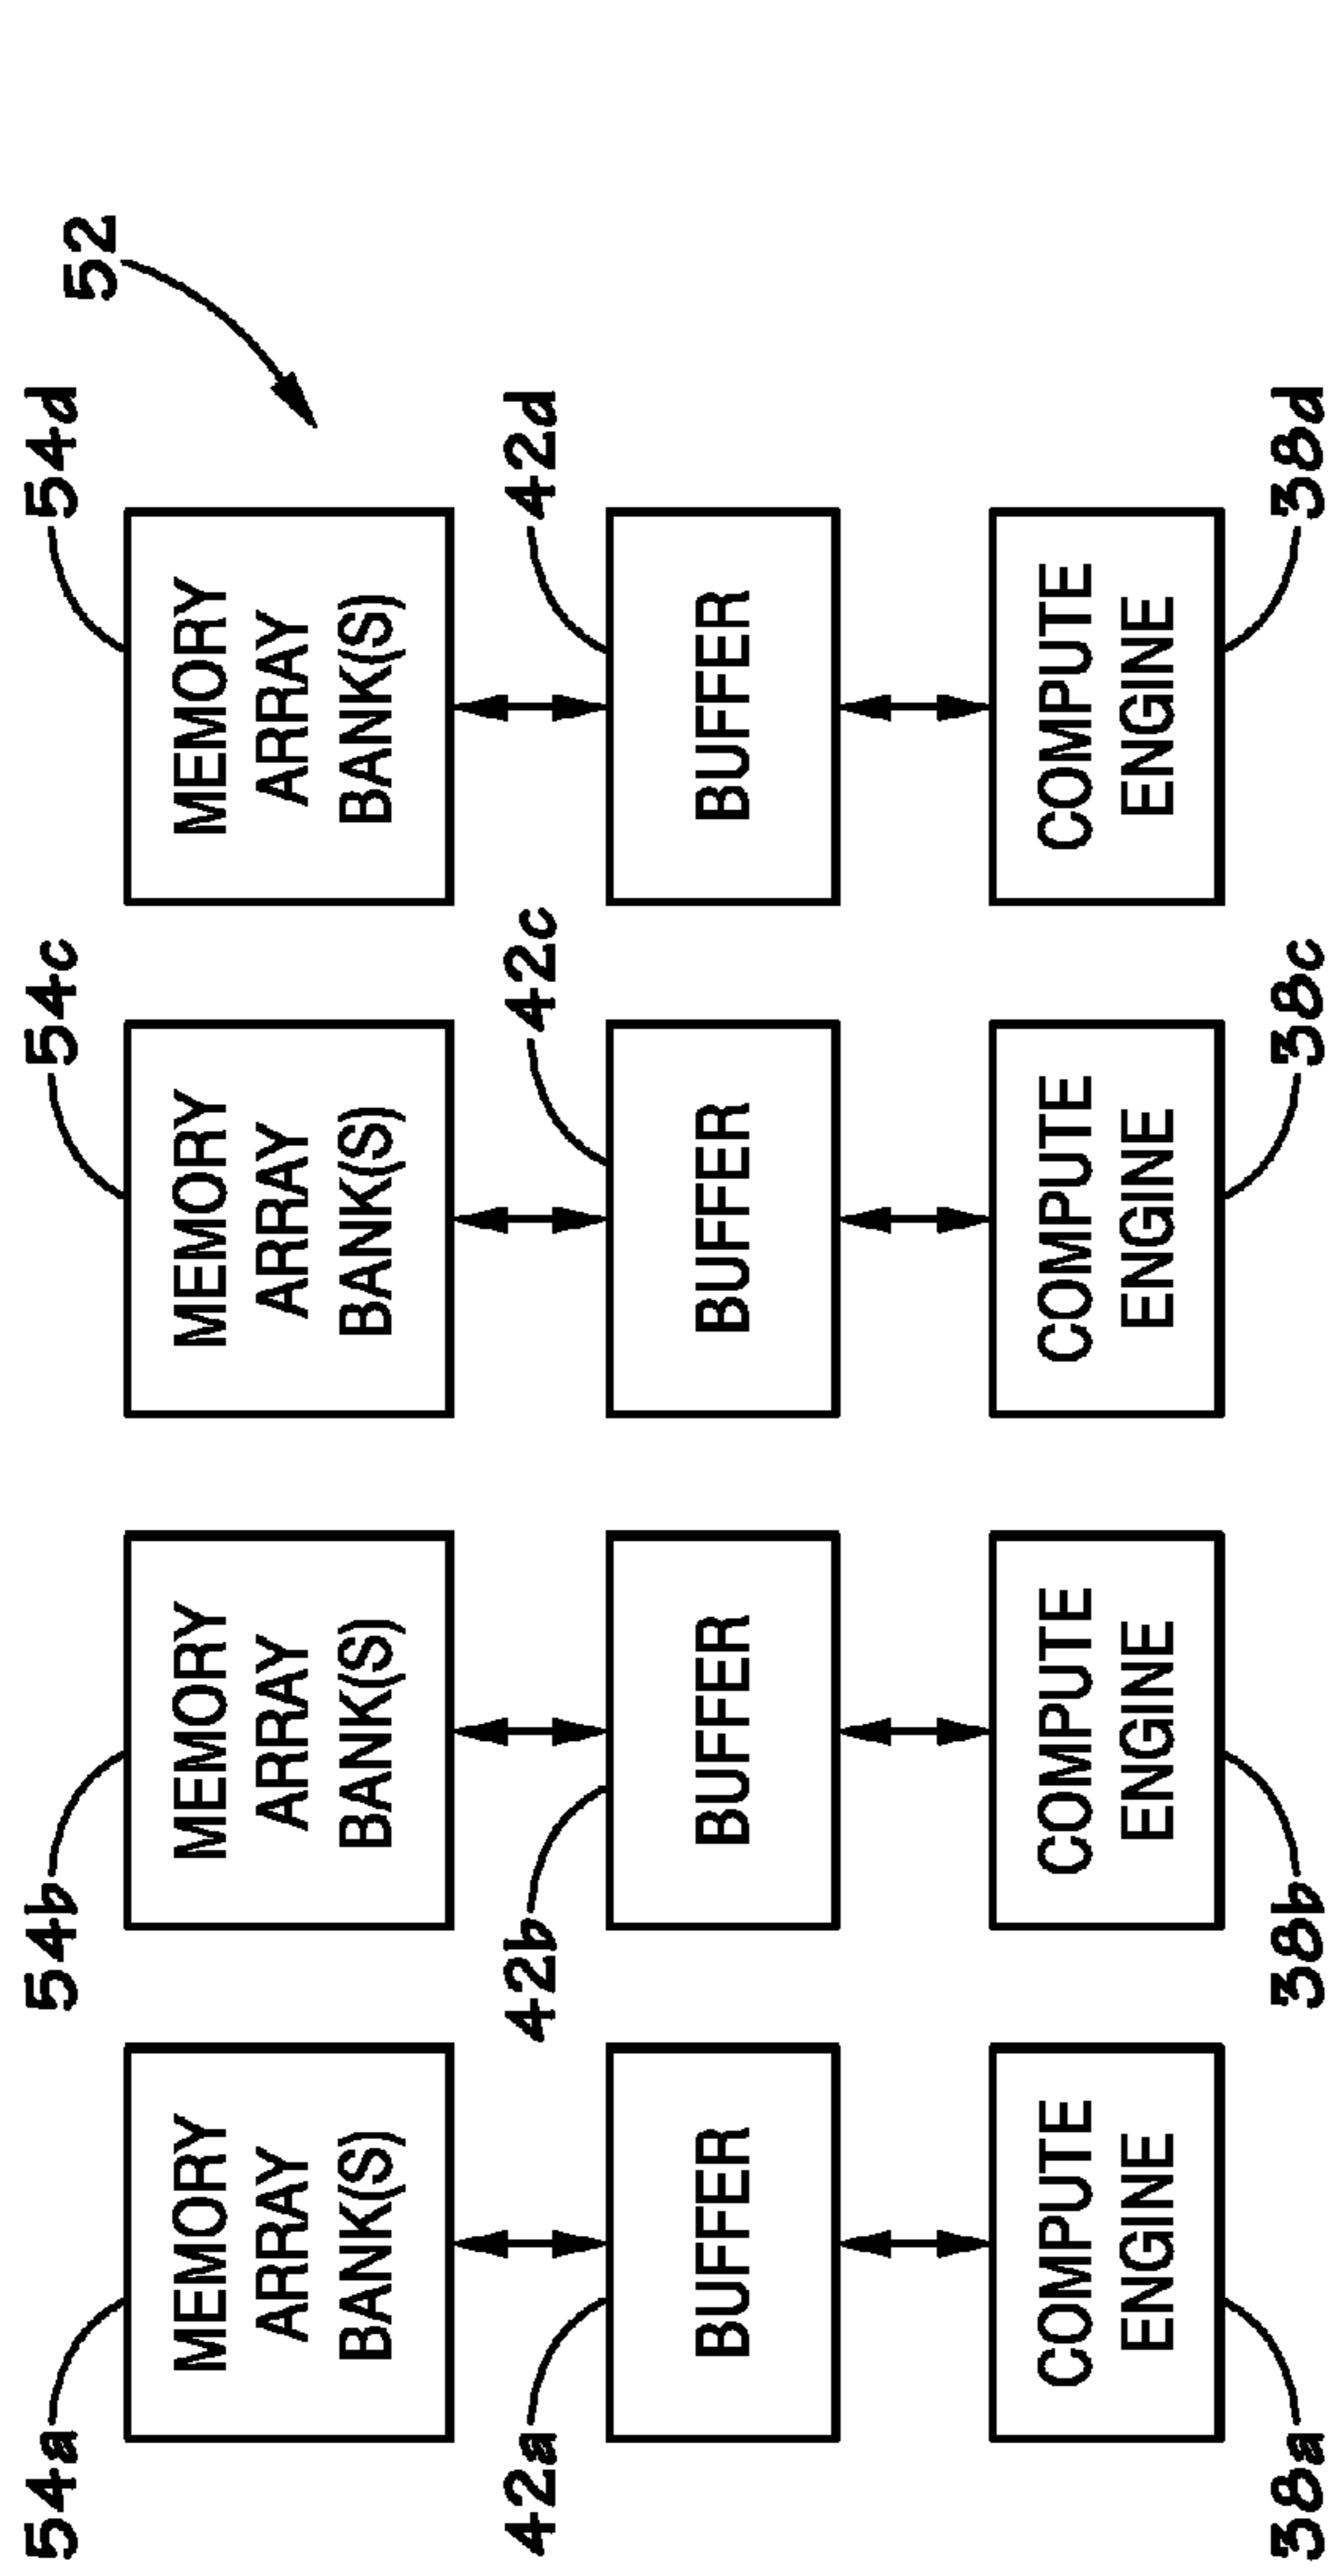 52
54a
54b
54c
54d
MEMORY
ARRAY
BANK(S)
MEMORY
ARRAY
BANK(S)
MEMORY
ARRAY
BANK(S)
MEMORY
ARRAY
BANK(S)
42a
42b
42c
42d
BUFFER
BUFFER
BUFFER
BUFFER
COMPUTE
ENGINE
COMPUTE
ENGINE
COMPUTE
ENGINE
COMPUTE
ENGINE
38a
38b
38c
38d